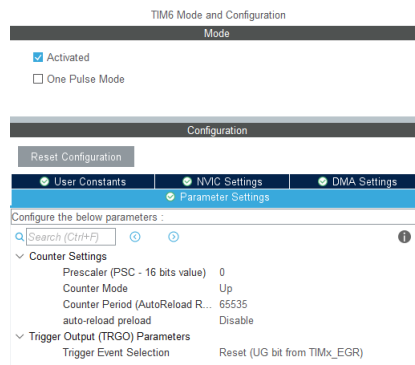 TIM6 Mode and Configuration
Mode
Activated
One Pulse Mode
Configuration
Reset Configuration
User Constants NVIC Settings DMA Settings
Parameter Settings
Configure the below parameters :
Search (Ctrl+F)
Counter Settings
Prescaler (PSC - 16 bits value) 0
Counter Mode Up
Counter Period (AutoReload R... 65535
auto-reload preload Disable
Trigger Output (TRGO) Parameters
Trigger Event Selection Reset (UG bit from TIMx_EGR)